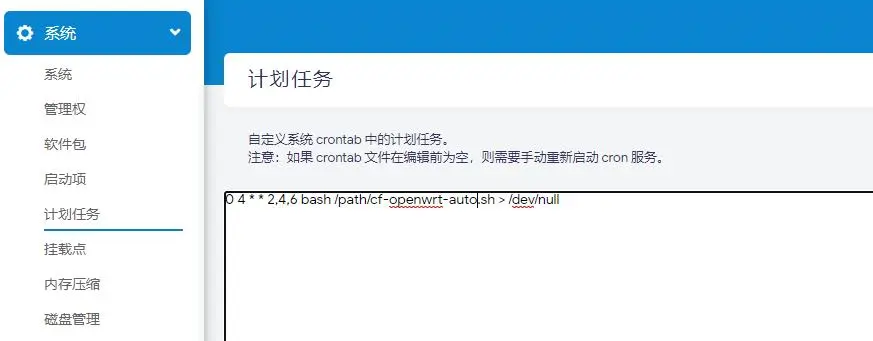 系统
系统
管理权
软件包
启动项
计划任务
挂载点
内存压缩
磁盘管理
计划任务
自定义系统 crontab 中的计划任务。
注意：如果 crontab 文件在编辑前为空，则需要手动重新启动 cron 服务。
0 4 * * 2,4,6 bash /path/cf-openwrt-auto.sh > /dev/null